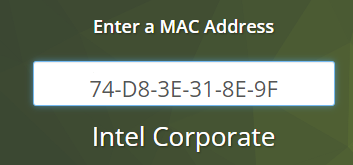 Enter a MAC Address
74-D8-3E-31-8E-9F
Intel Corporate